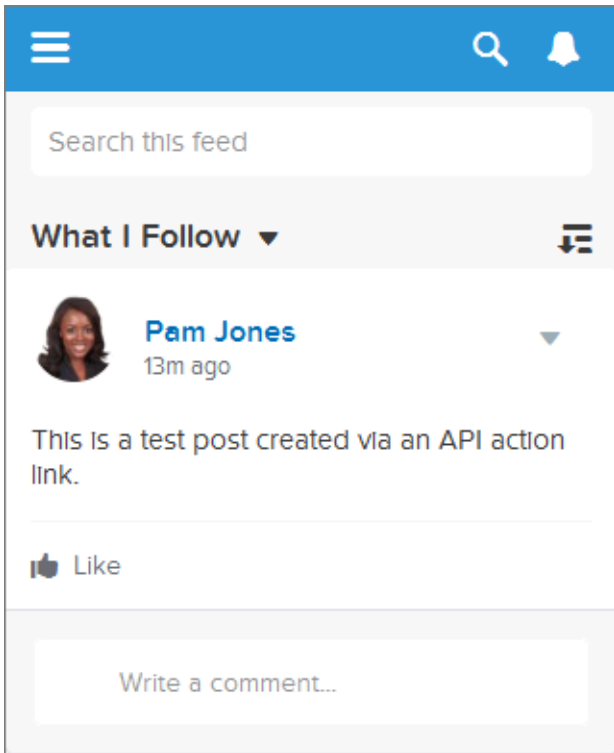 Search this feed
What I Follow
Pam Jones
13m ago
This is a test post created via an API action
link.
Like
Write a comment...